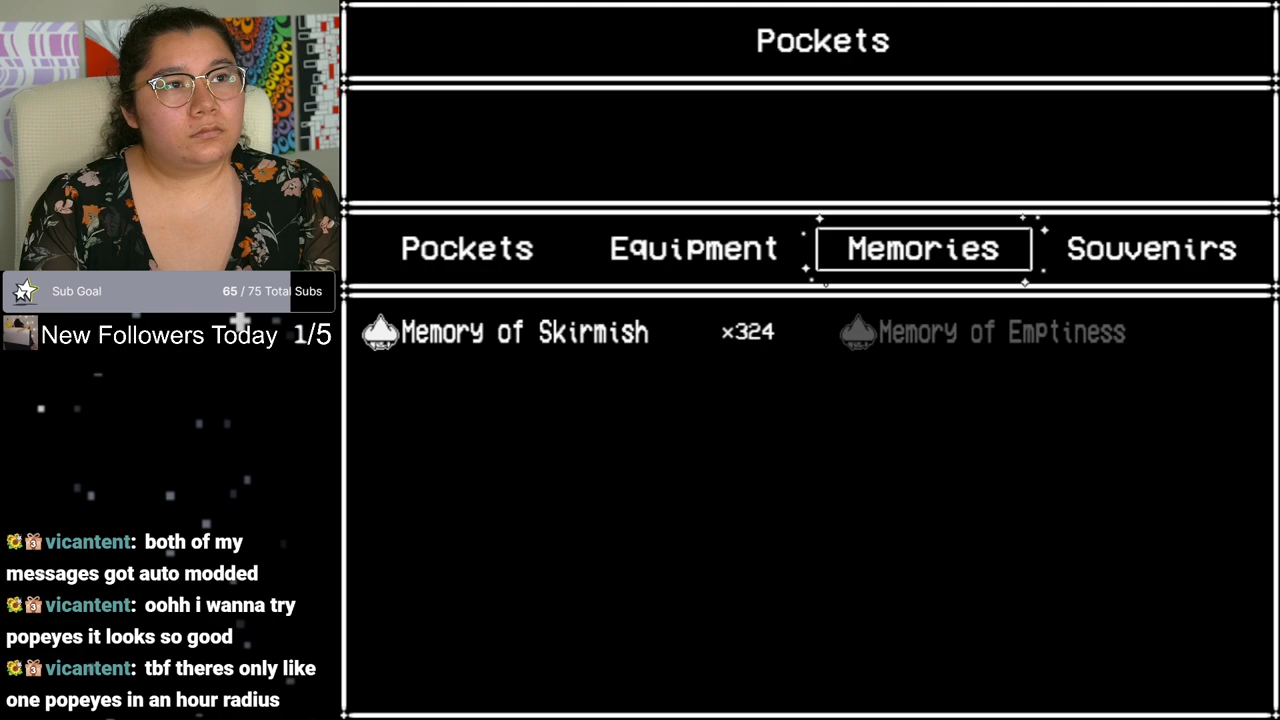 Pockets
Pockets Equipment Memories Souvenirs
Memory of Skirmish ×324 Memory of Emptiness
Sub Goal 65 / 75 Total Subs
New Followers Today 1/5
vicantent: both of my
messages got auto modded
vicantent: oohh i wanna try
popeyes it looks so good
vicantent: tbf theres only like
one popeyes in an hour radius